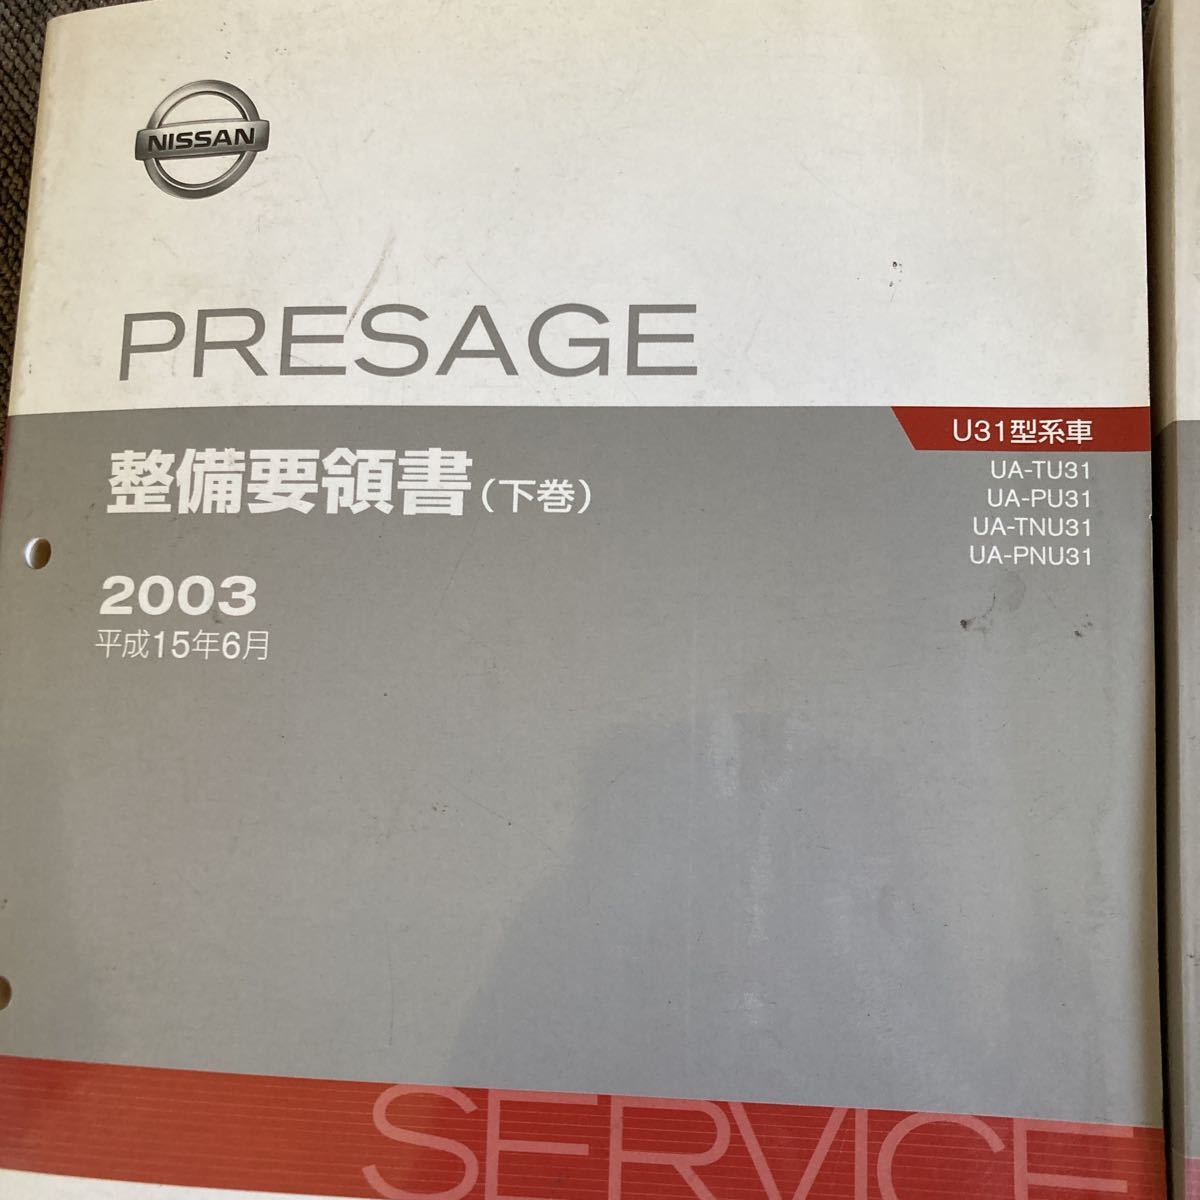 NISSAN
PRESAGE
U31型系車
整備要領書(下巻)
UA-TU31
UA-PU31
UA-TNU31
UA-PNU31
2003
平成15年6月
SERVICE